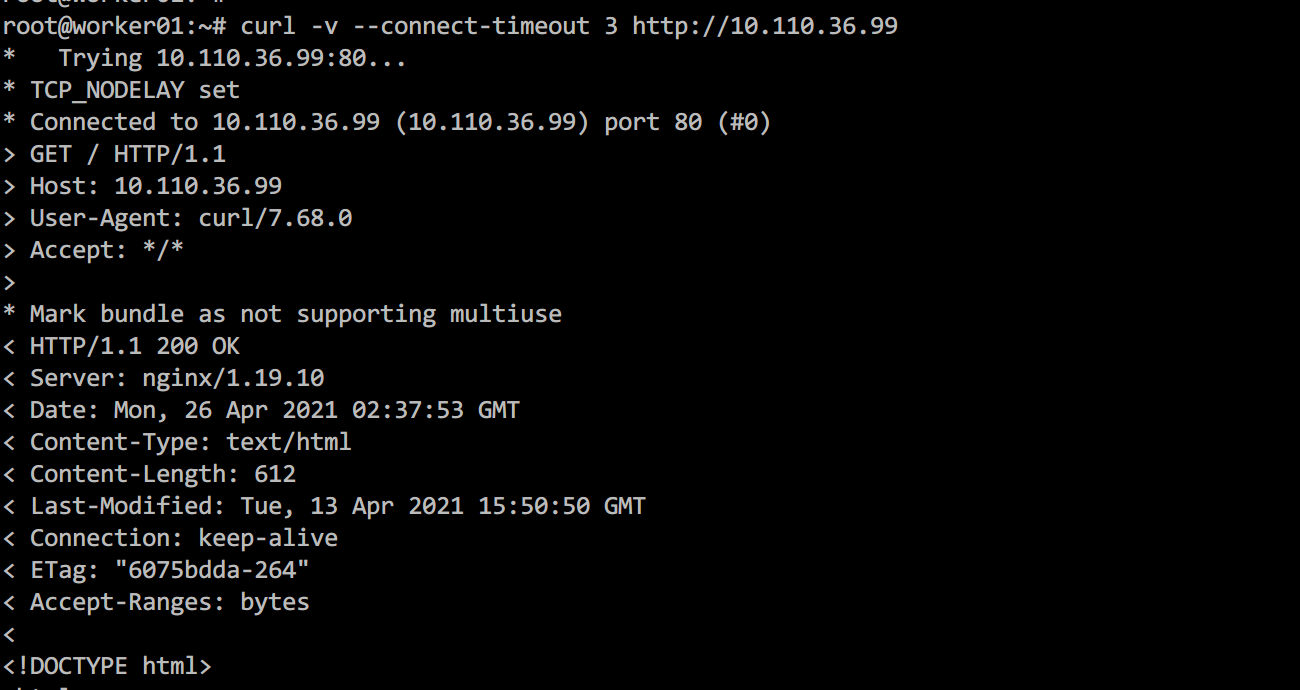 root@worker01:~# curl -v --connect-timeout 3 http://10.110.36.99
*   Trying 10.110.36.99:80...
* TCP_NODELAY set
* Connected to 10.110.36.99 (10.110.36.99) port 80 (#0)
> GET / HTTP/1.1
> Host: 10.110.36.99
> User-Agent: curl/7.68.0
> Accept: */*
>
* Mark bundle as not supporting multiuse
< HTTP/1.1 200 OK
< Server: nginx/1.19.10
< Date: Mon, 26 Apr 2021 02:37:53 GMT
< Content-Type: text/html
< Content-Length: 612
< Last-Modified: Tue, 13 Apr 2021 15:50:50 GMT
< Connection: keep-alive
< ETag: "6075bdda-264"
< Accept-Ranges: bytes
<
<!DOCTYPE html>